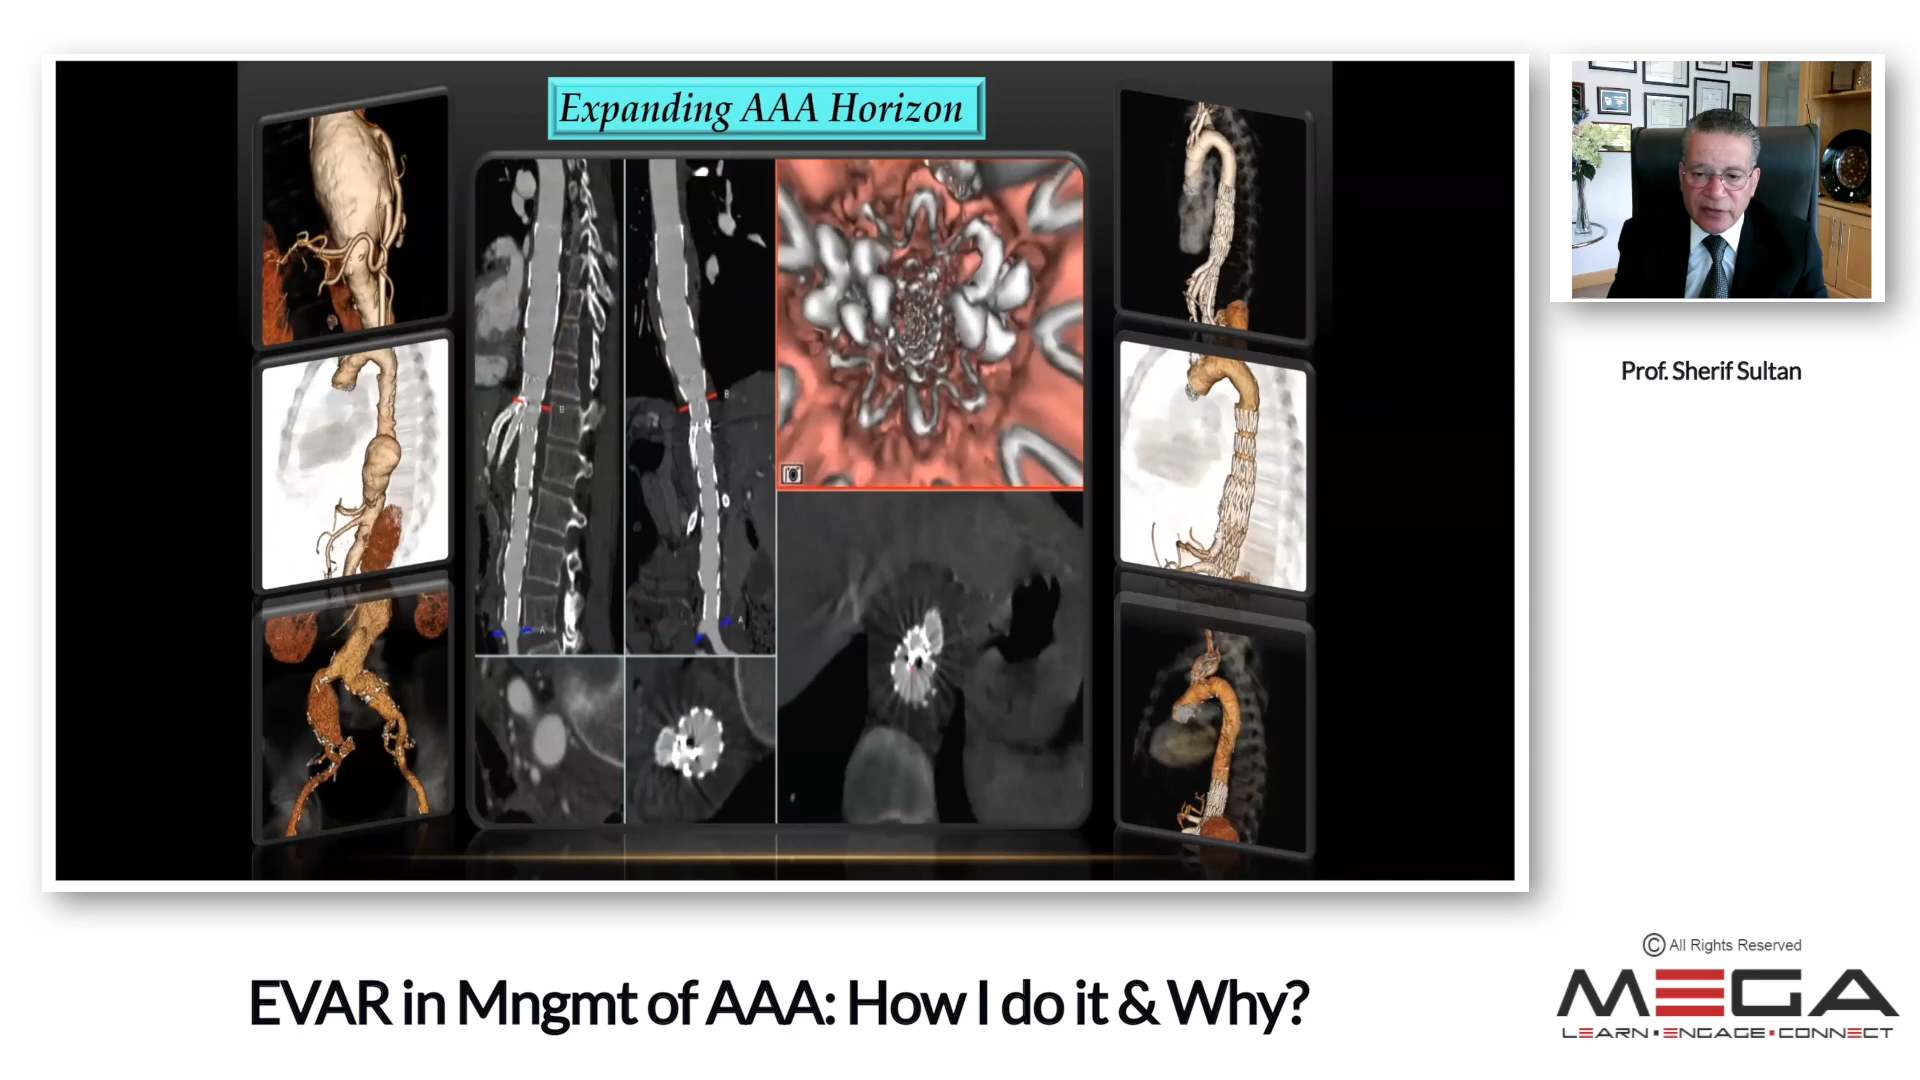 Expanding AAA Horizon
B
B
A
A
Prof. Sherif Sultan
© All Rights Reserved
MEGA
LEARN • ENGAGE • CONNECT
EVAR in Mngmt of AAA: How I do it & Why?